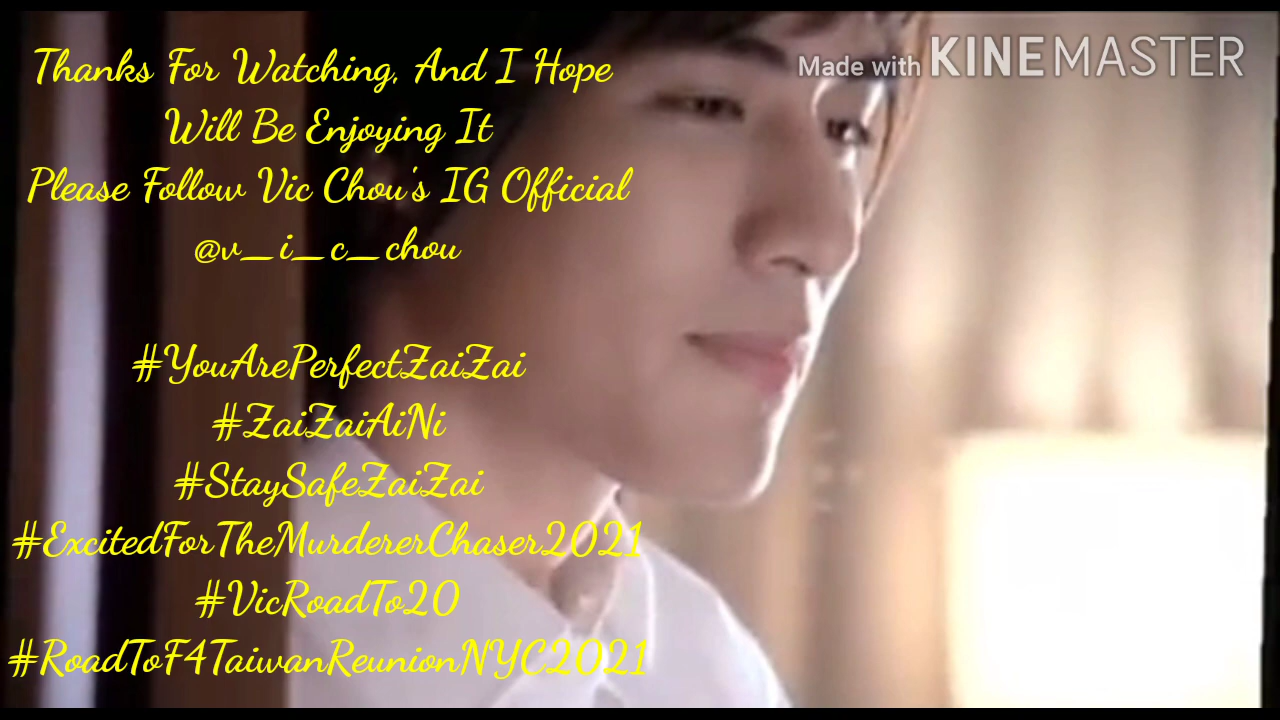 Thanks For Watching, And I Hope
Will Be Enjoying It
Please Follow Vic Chou's IG Official
@v_i_c_chou
#YouArePerfectZaiZai
#ZaiZaiAiNi
#StaySafeZaiZai
#ExcitedForTheMurdererChaser2021
#VicRoadTo20
#RoadToF4TaiwanReunionNYC2021
Made with KINEMASTER